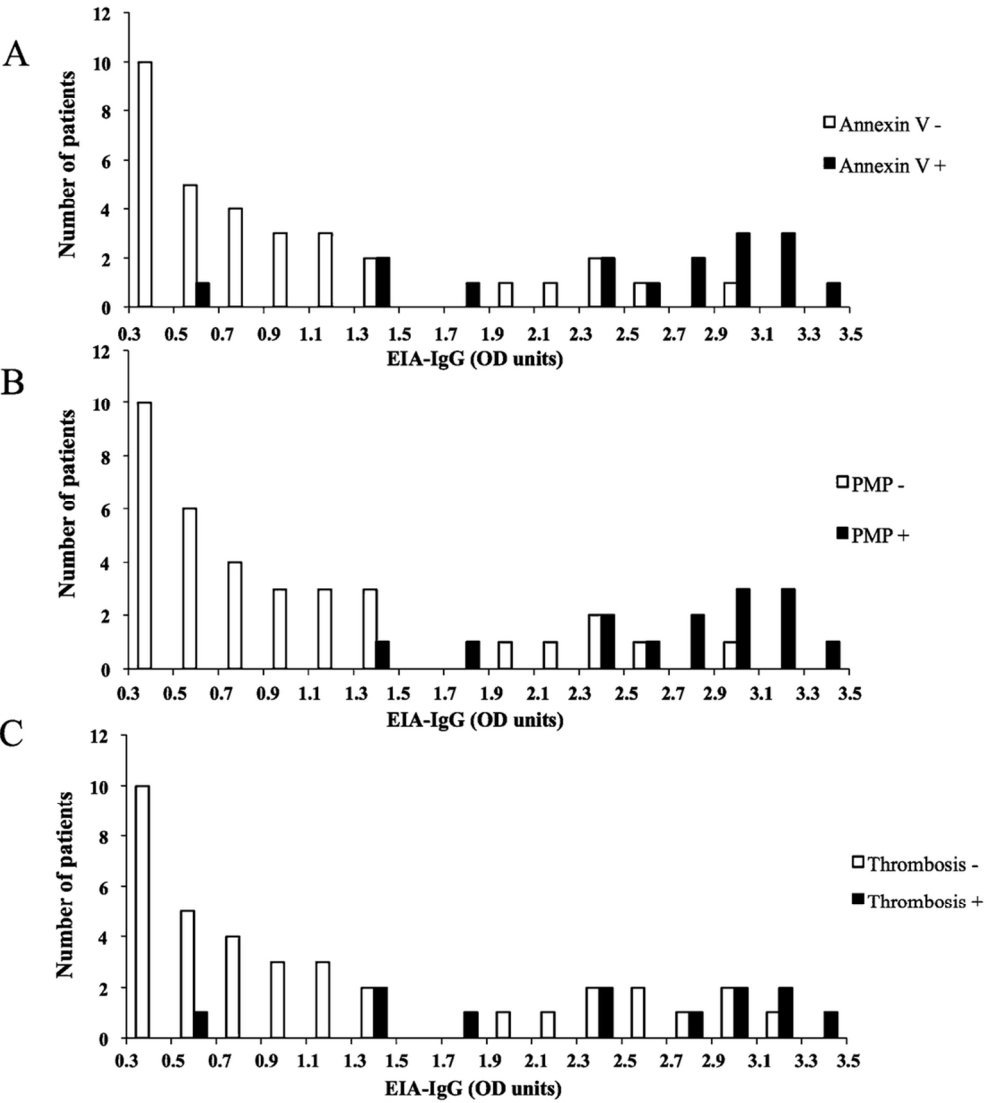 A
12
10
8
6
4
2
0
Number of patients
0.3 0.5 0.7 0.9 1.1 1.3 1.5 1.7 1.9 2.1 2.3 2.5 2.7 2.9 3.1 3.3 3.5
EIA-IgG (OD units)
Annexin V -
Annexin V +
B
12
10
8
6
4
2
0
Number of patients
0.3 0.5 0.7 0.9 1.1 1.3 1.5 1.7 1.9 2.1 2.3 2.5 2.7 2.9 3.1 3.3 3.5
EIA-IgG (OD units)
PMP -
PMP +
C
12
10
8
6
4
2
0
Number of patients
0.3 0.5 0.7 0.9 1.1 1.3 1.5 1.7 1.9 2.1 2.3 2.5 2.7 2.9 3.1 3.3 3.5
EIA-IgG (OD units)
Thrombosis -
Thrombosis +